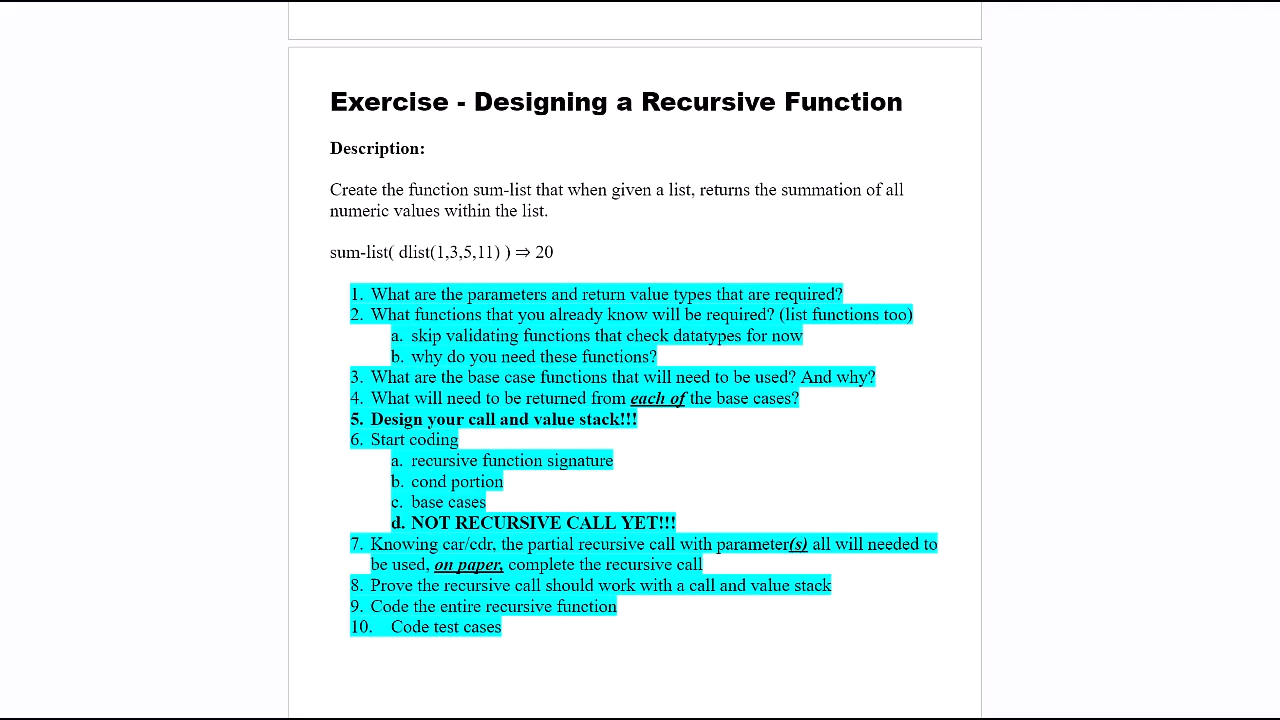 Exercise - Designing a Recursive Function
Description:
Create the function sum-list that when given a list, returns the summation of all
numeric values within the list.
sum-list( dlist(1,3,5,11) ) ⇒ 20
1. What are the parameters and return value types that are required?
2. What functions that you already know will be required? (list functions too)
a. skip validating functions that check datatypes for now
b. why do you need these functions?
3. What are the base case functions that will need to be used? And why?
4. What will need to be returned from each of the base cases?
5. Design your call and value stack!!!
6. Start coding
a. recursive function signature
b. cond portion
c. base cases
d. NOT RECURSIVE CALL YET!!!
7. Knowing car/cdr, the partial recursive call with parameter(s) all will needed to
be used, on paper, complete the recursive call
8. Prove the recursive call should work with a call and value stack
9. Code the entire recursive function
10. Code test cases